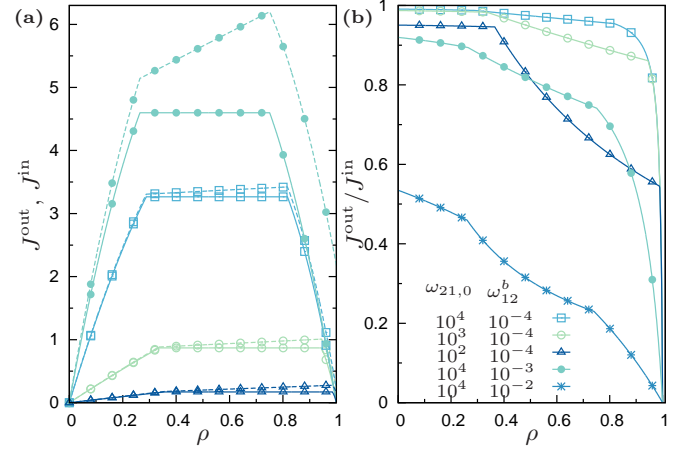 (a)
J^out, J^in
6
5
4
3
2
1
0
0 0.2 0.4 0.6 0.8 1
ρ
(b)
J^out/J^in
1
0.8
0.6
0.4
0.2
0
0 0.2 0.4 0.6 0.8 1
ρ
ω_21,0 ω^b_12
10^4 10^-4
10^3 10^-4
10^2 10^-4
10^4 10^-3
10^4 10^-2